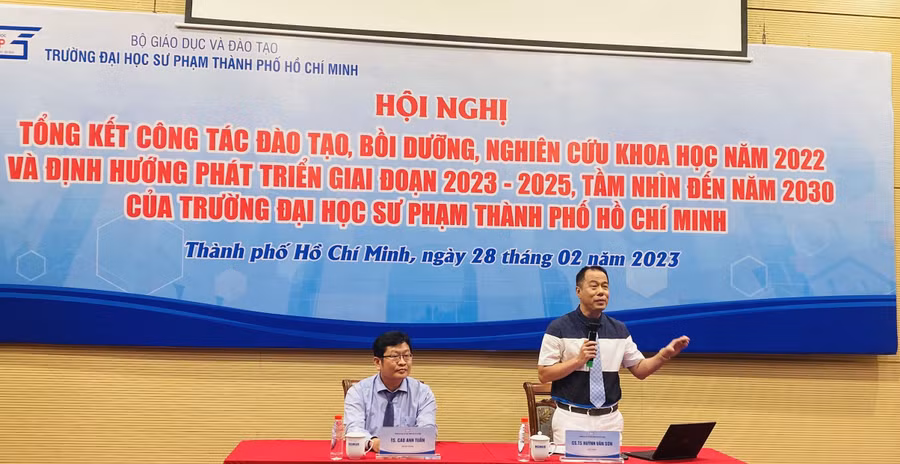 BỘ GIÁO DỤC VÀ ĐÀO TẠO
TRƯỜNG ĐẠI HỌC SƯ PHẠM THÀNH PHỐ HỒ CHÍ MINH
HỘI NGHỊ
TỔNG KẾT CÔNG TÁC ĐÀO TẠO, BỒI DƯỠNG, NGHIÊN CỨU KHOA HỌC NĂM 2022
VÀ ĐỊNH HƯỚNG PHÁT TRIỂN GIAI ĐOẠN 2023 - 2025, TẦM NHÌN ĐẾN NĂM 2030
CỦA TRƯỜNG ĐẠI HỌC SƯ PHẠM THÀNH PHỐ HỒ CHÍ MINH
Thành phố Hồ Chí Minh, ngày 28 tháng 02 năm 2023
TS. CAO ANH TUẤN
GS.TS HUỲNH VĂN SƠN